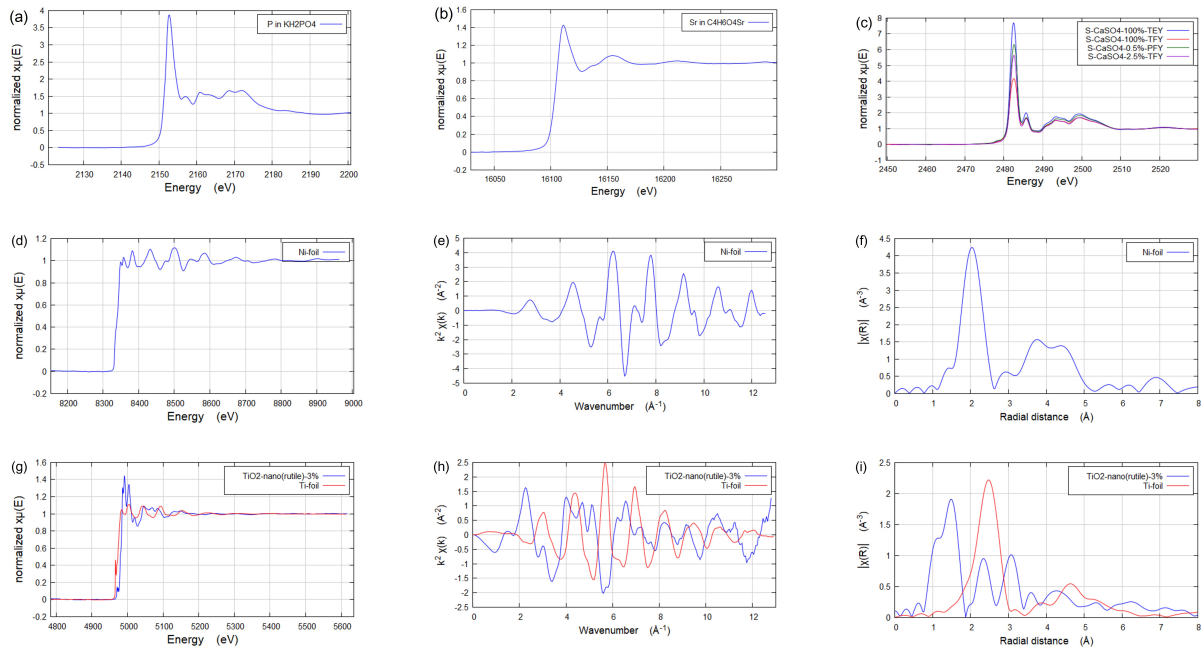 (a)
P in KH2PO4
normalized xμ(E)
4
3.5
3
2.5
2
1.5
1
0.5
0
-0.5
2130 2140 2150 2160 2170 2180 2190 2200
Energy (eV)
(b)
Sr in C4H6O4Sr
normalized xμ(E)
1.6
1.4
1.2
1
0.8
0.6
0.4
0.2
0
-0.2
16050 16100 16150 16200 16250
Energy (eV)
(c)
S-CaSO4-100%-TEY
S-CaSO4-100%-TFY
S-CaSO4-0.5%-PFY
S-CaSO4-2.5%-TFY
normalized xμ(E)
8
7
6
5
4
3
2
1
0
-1
2450 2460 2470 2480 2490 2500 2510 2520
Energy (eV)
(d)
Ni-foil
normalized xμ(E)
1.2
1
0.8
0.6
0.4
0.2
0
-0.2
8200 8300 8400 8500 8600 8700 8800 8900 9000
Energy (eV)
(e)
Ni-foil
k² χ(k) (A⁻²)
5
4
3
2
1
0
-1
-2
-3
-4
-5
0 2 4 6 8 10 12
Wavenumber (Å⁻¹)
(f)
Ni-foil
|χ(R)| (A⁻³)
4.5
4
3.5
3
2.5
2
1.5
1
0.5
0
0 1 2 3 4 5 6 7 8
Radial distance (Å)
(g)
TiO2-nano(rutile)-3%
Ti-foil
normalized xμ(E)
1.6
1.4
1.2
1
0.8
0.6
0.4
0.2
0
-0.2
4800 4900 5000 5100 5200 5300 5400 5500 5600
Energy (eV)
(h)
TiO2-nano(rutile)-3%
Ti-foil
k² χ(k) (A⁻²)
2.5
2
1.5
1
0.5
0
-0.5
-1
-1.5
-2
-2.5
0 2 4 6 8 10 12
Wavenumber (Å⁻¹)
(i)
TiO2-nano(rutile)-3%
Ti-foil
|χ(R)| (A⁻³)
2.5
2
1.5
1
0.5
0
0 1 2 3 4 5 6 7 8
Radial distance (Å)